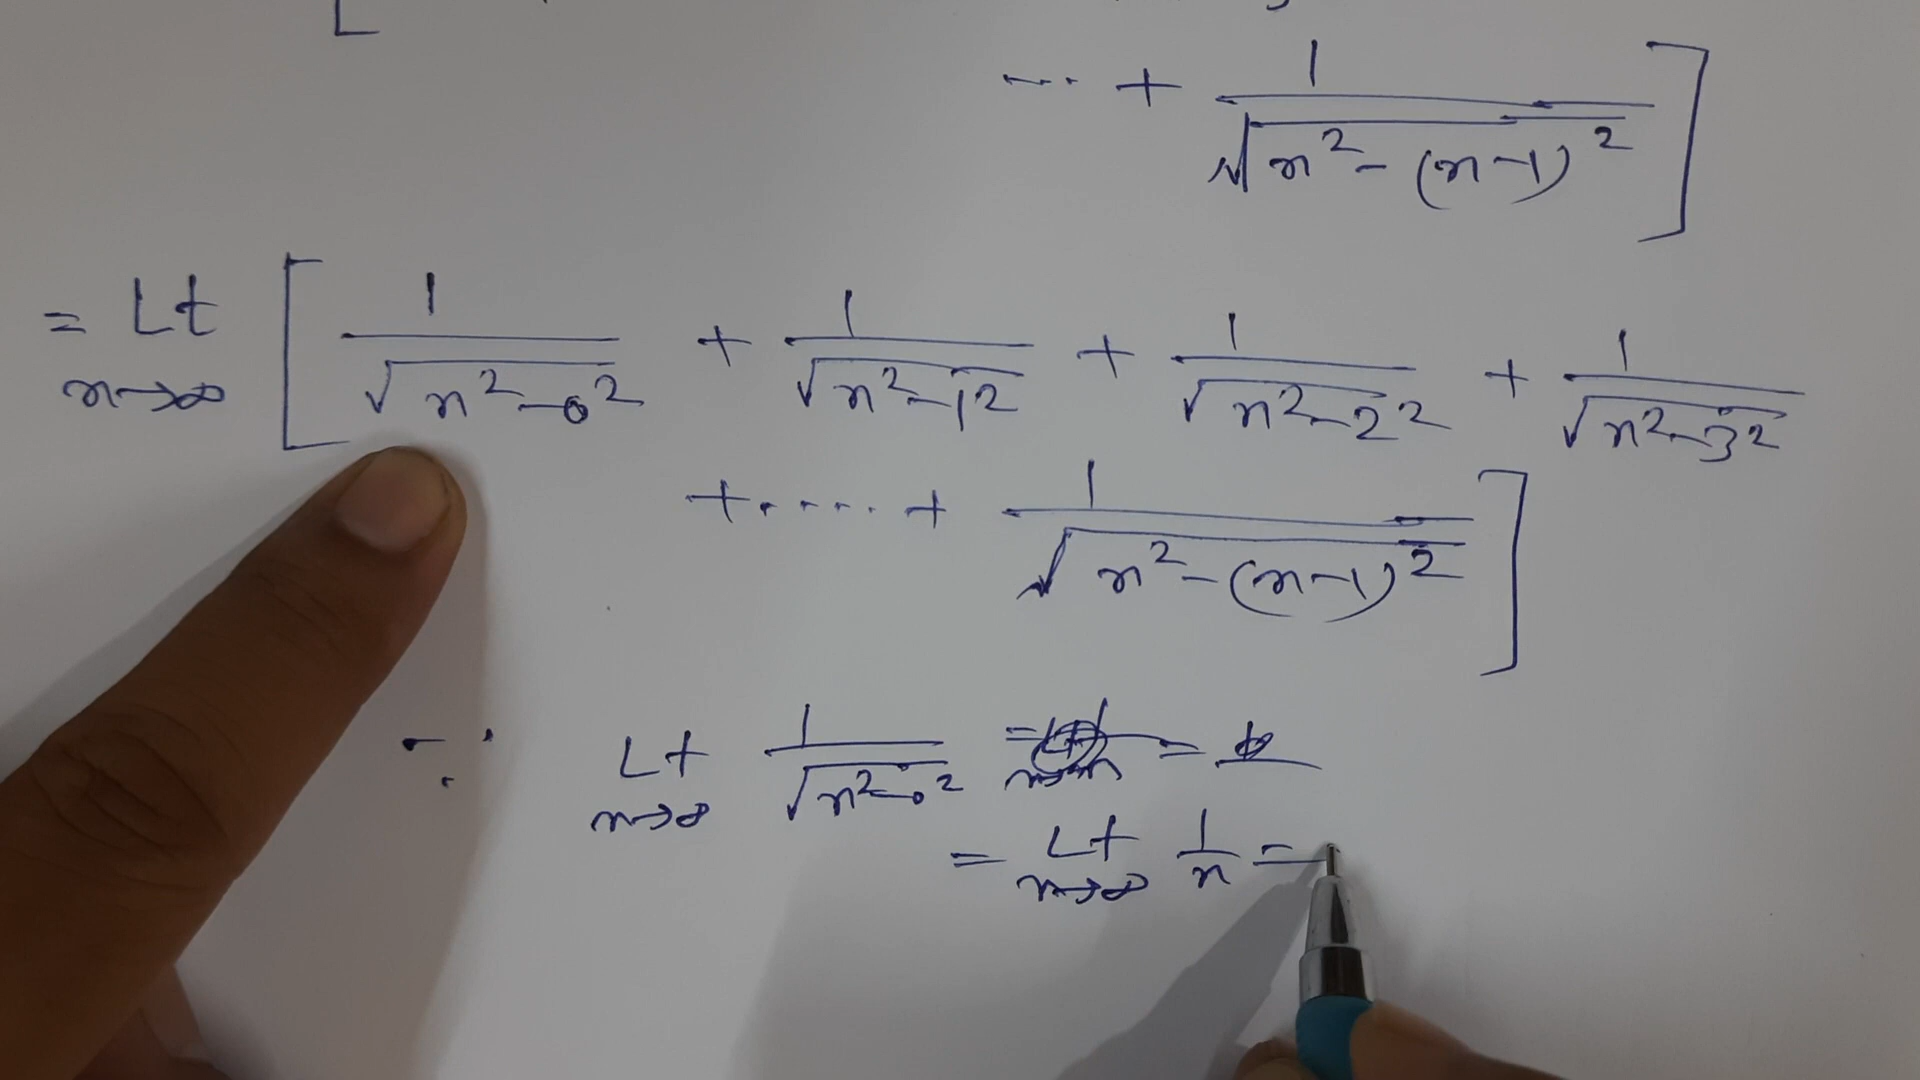 ... + 1/√(n² - (n-1)²) ]
= Lt n→∞ [ 1/√(n²-0²) + 1/√(n²-1²) + 1/√(n²-2²) + 1/√(n²-3²)
+ ..... + 1/√(n² - (n-1)²) ]
∵ Lt n→∞ 1/√(n²-0²)
= Lt n→∞ 1/n =